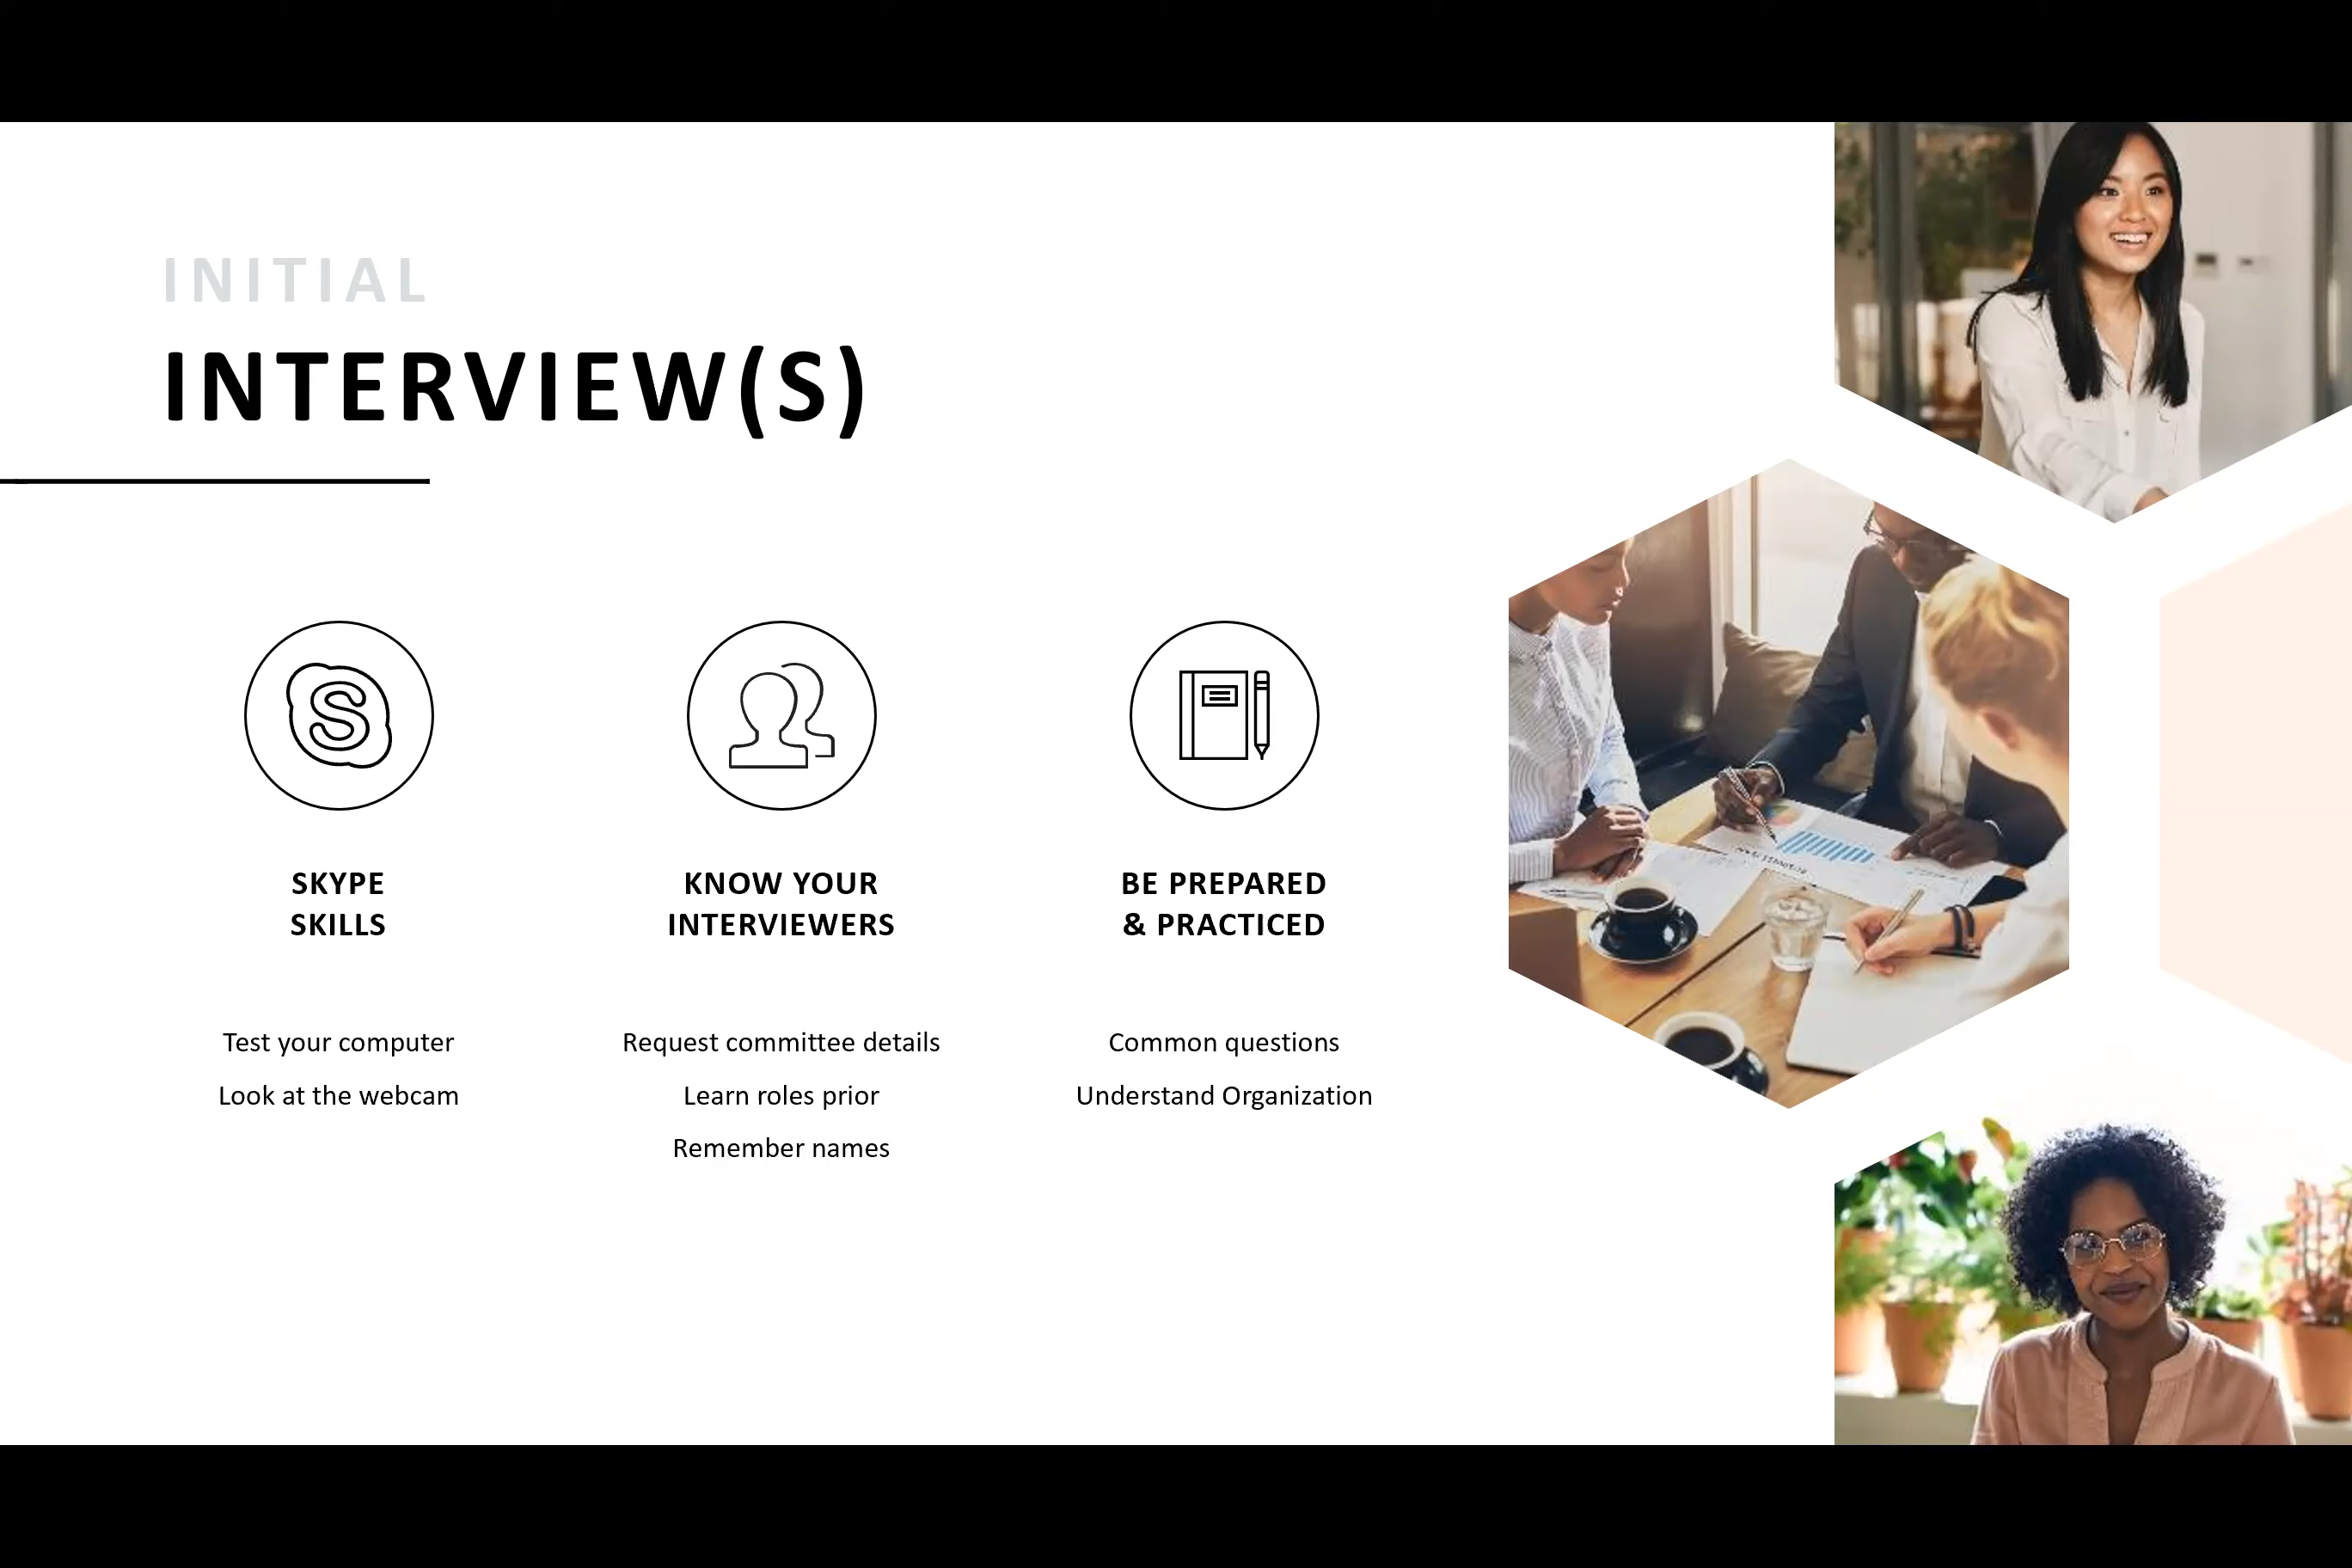 INITIAL
INTERVIEW(S)
SKYPE
SKILLS
Test your computer
Look at the webcam
KNOW YOUR
INTERVIEWERS
Request committee details
Learn roles prior
Remember names
BE PREPARED
& PRACTICED
Common questions
Understand Organization